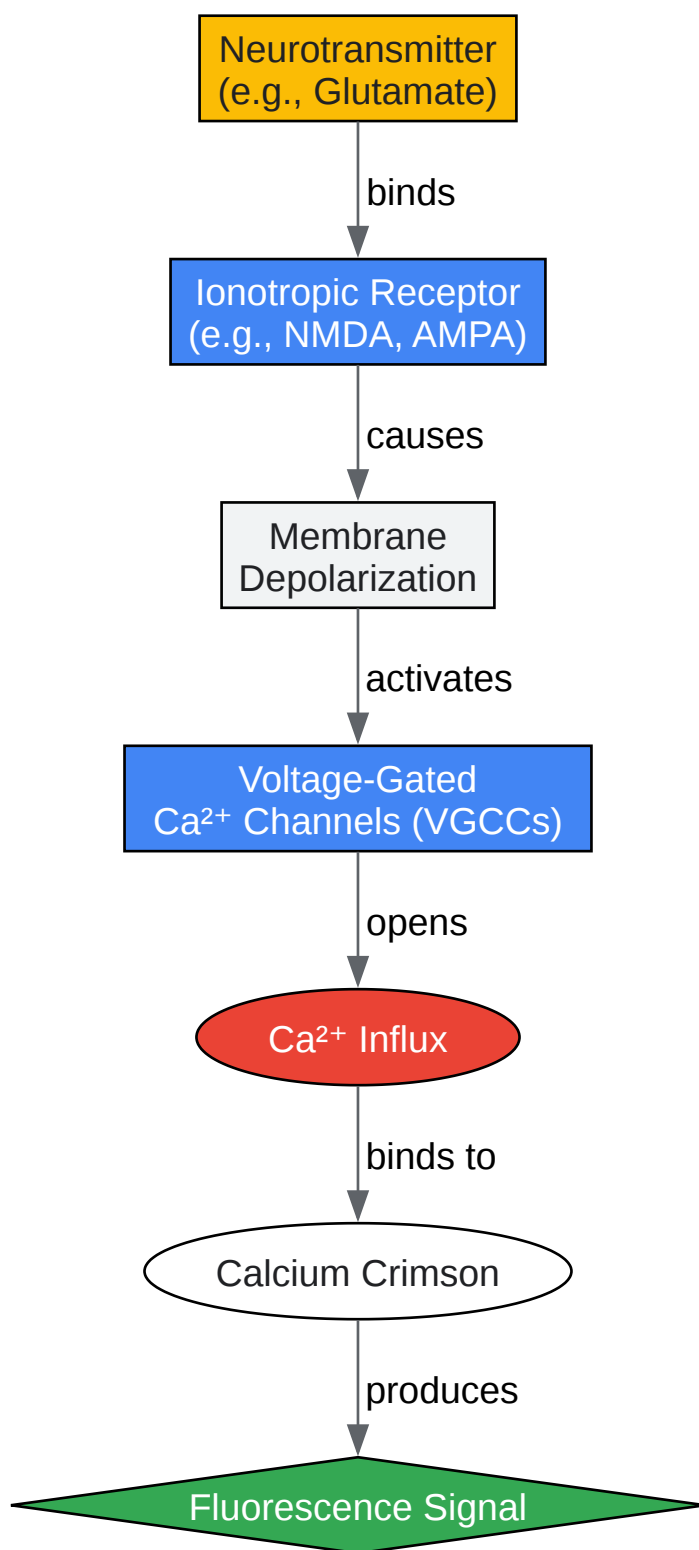 Neurotransmitter
(e.g., Glutamate)
binds
Ionotropic Receptor
(e.g., NMDA, AMPA)
causes
Membrane
Depolarization
activates
Voltage-Gated
Ca²⁺ Channels (VGCCs)
opens
Ca²⁺ Influx
binds to
Calcium Crimson
produces
Fluorescence Signal